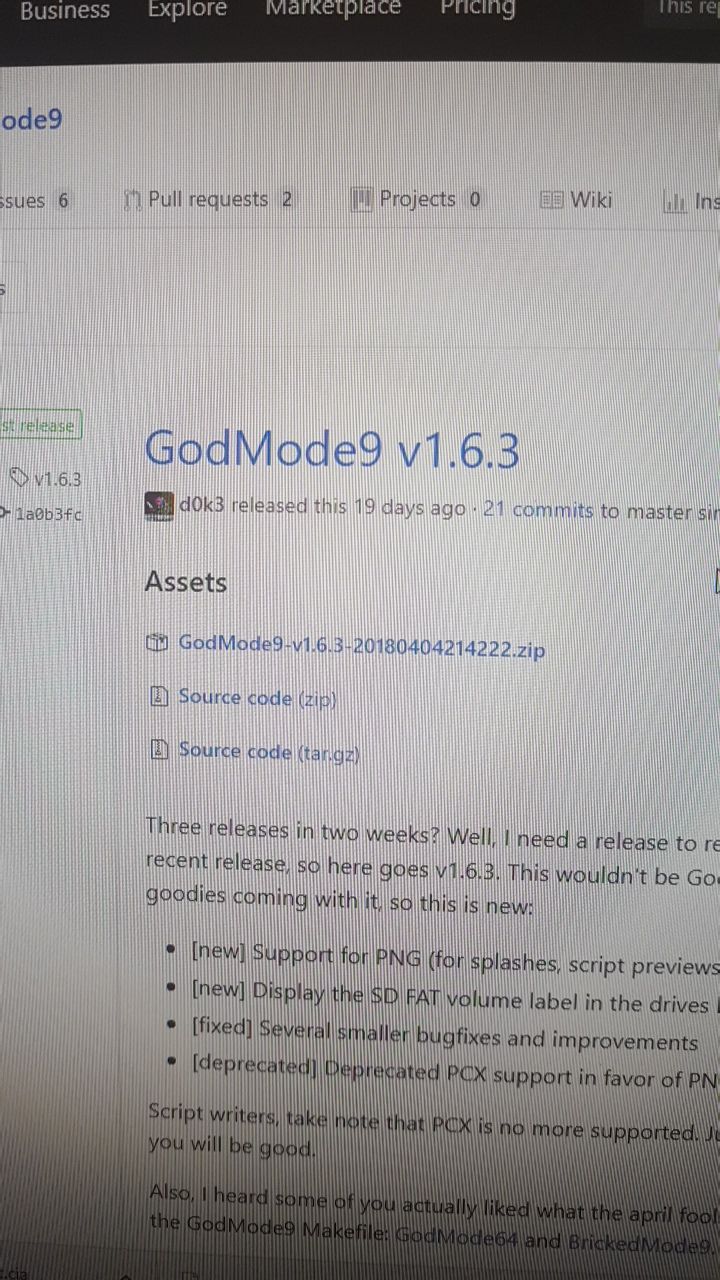 Business Explore Marketplace Pricing This
ode9
ssues 6 Pull requests 2 Projects 0 Wiki Ins
s
st release
GodMode9 v1.6.3
v1.6.3
d0k3 released this 19 days ago · 21 commits to master sin
1a0b3fc
Assets
GodMode9-v1.6.3-20180404214222.zip
Source code (zip)
Source code (tar.gz)
Three releases in two weeks? Well, I need a release to re
recent release, so here goes v1.6.3. This wouldn't be Go
goodies coming with it, so this is new:
• [new] Support for PNG (for splashes, script previews
• [new] Display the SD FAT volume label in the drives
• [fixed] Several smaller bugfixes and improvements
• [deprecated] Deprecated PCX support in favor of PN
Script writers, take note that PCX is no more supported. Ju
you will be good.
Also, I heard some of you actually liked what the april fool
the GodMode9 Makefile: GodMode64 and BrickedMode9.